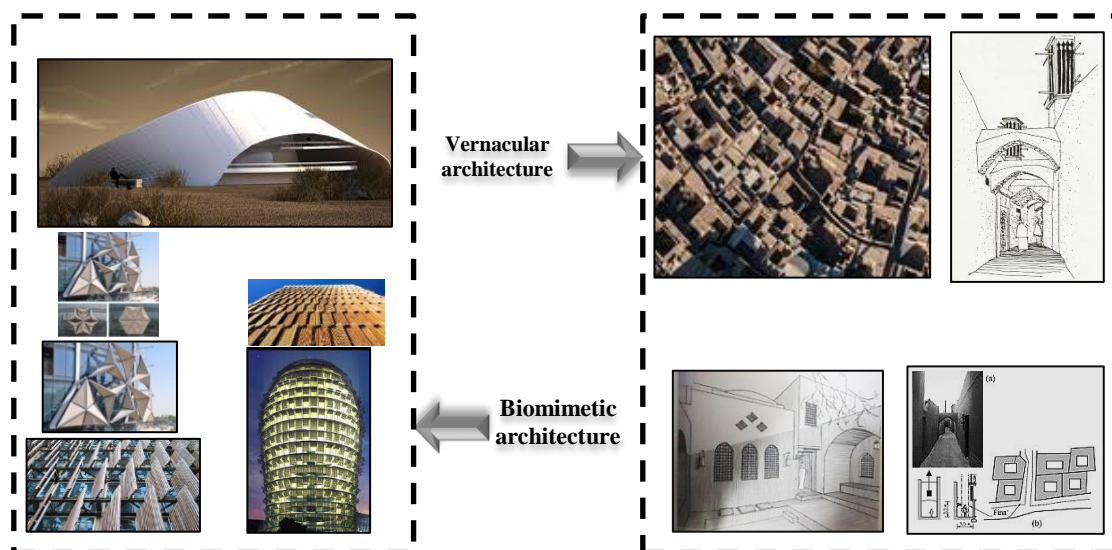 Vernacular
architecture
Biomimetic
architecture
(a)
Fina'
(b)